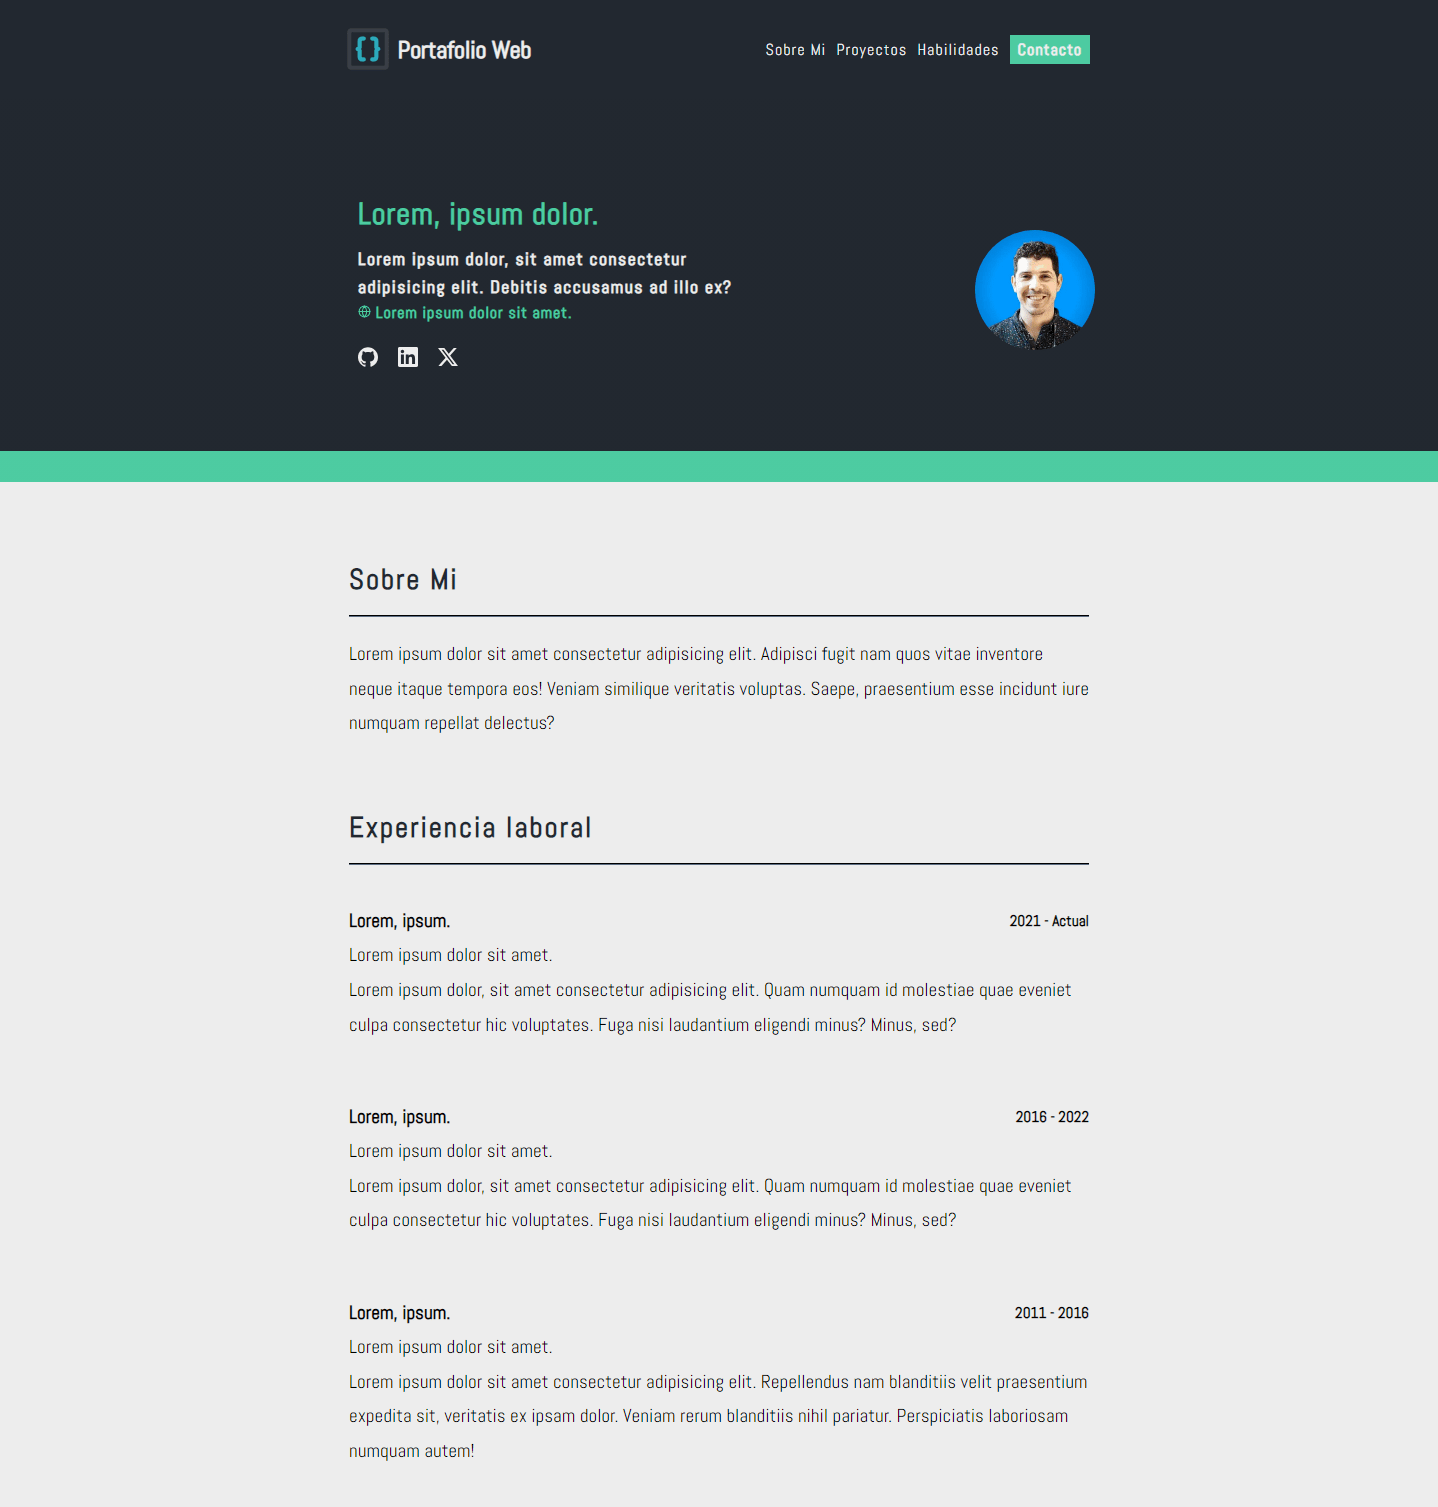 {} Portafolio Web
Sobre Mi Proyectos Habilidades Contacto
Lorem, ipsum dolor.
Lorem ipsum dolor, sit amet consectetur
adipisicing elit. Debitis accusamus ad illo ex?
Lorem ipsum dolor sit amet.
in X
Sobre Mi
Lorem ipsum dolor sit amet consectetur adipisicing elit. Adipisci fugit nam quos vitae inventore
neque itaque tempora eos! Veniam similique veritatis voluptas. Saepe, praesentium esse incidunt iure
numquam repellat delectus?
Experiencia laboral
Lorem, ipsum. 2021 - Actual
Lorem ipsum dolor sit amet.
Lorem ipsum dolor, sit amet consectetur adipisicing elit. Quam numquam id molestiae quae eveniet
culpa consectetur hic voluptates. Fuga nisi laudantium eligendi minus? Minus, sed?
Lorem, ipsum. 2016 - 2022
Lorem ipsum dolor sit amet.
Lorem ipsum dolor, sit amet consectetur adipisicing elit. Quam numquam id molestiae quae eveniet
culpa consectetur hic voluptates. Fuga nisi laudantium eligendi minus? Minus, sed?
Lorem, ipsum. 2011 - 2016
Lorem ipsum dolor sit amet.
Lorem ipsum dolor sit amet consectetur adipisicing elit. Repellendus nam blanditiis velit praesentium
expedita sit, veritatis ex ipsam dolor. Veniam rerum blanditiis nihil pariatur. Perspiciatis laboriosam
numquam autem!